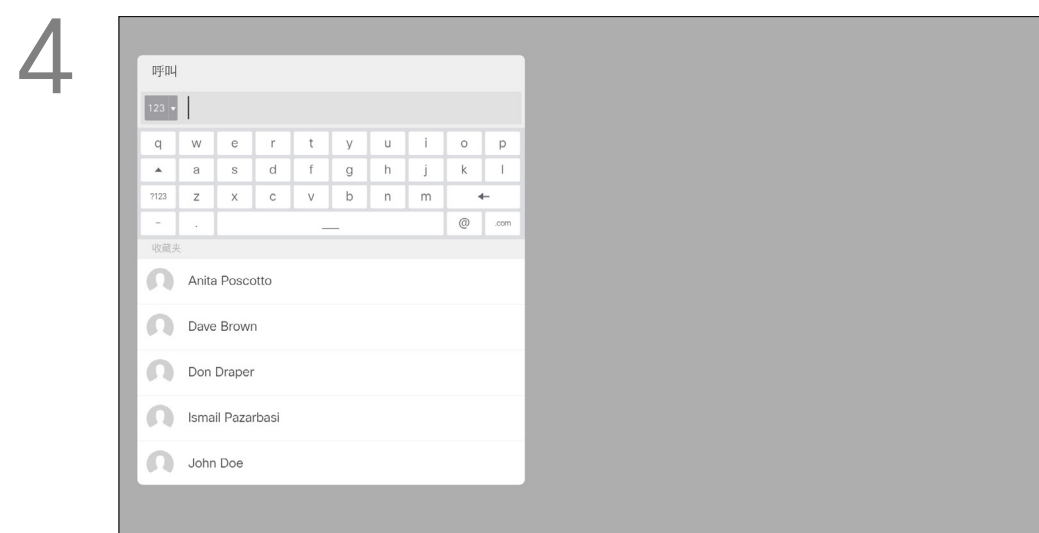 4
呼叫
123
q w e r t y u i o p
a s d f g h j k l
?123 z x c v b n m
- . @ .com
收藏夹
Anita Poscotto
Dave Brown
Don Draper
Ismail Pazarbasi
John Doe